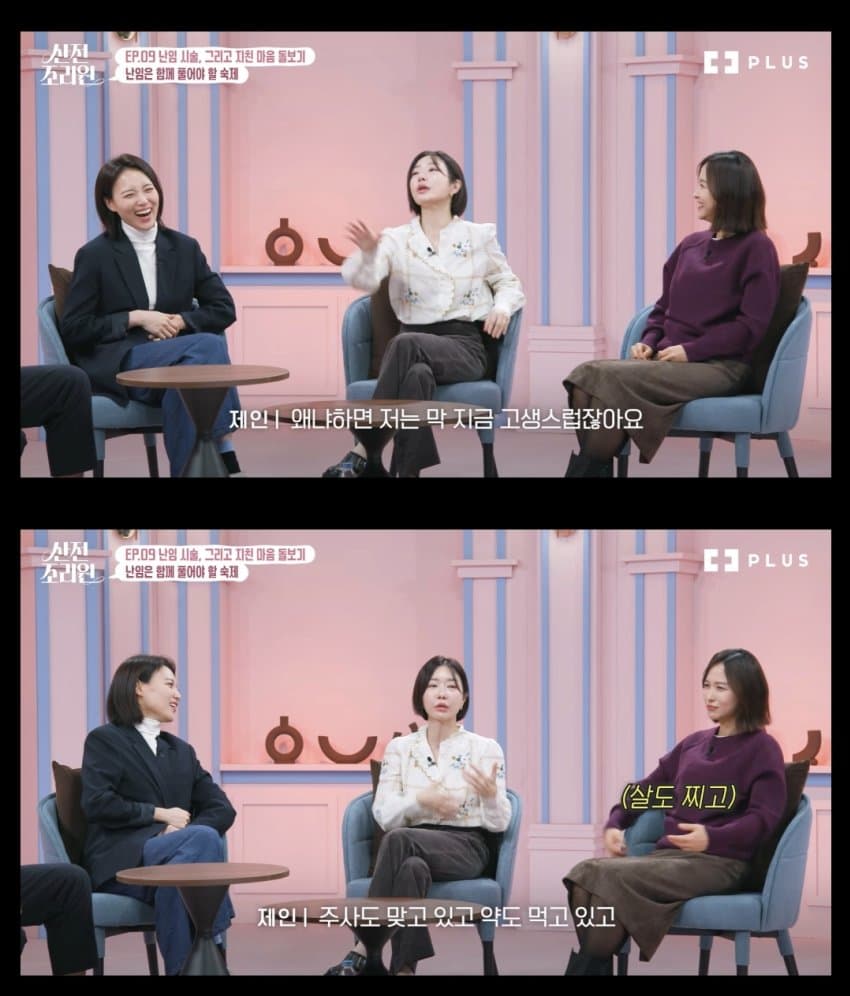 신전
조리원
EP.09 난임 시술, 그리고 지친 마음 돌보기
난임은 함께 풀어야 할 숙제
PLUS
제인 | 왜냐하면 저는 막 지금 고생스럽잖아요
신전
조리원
EP.09 난임 시술, 그리고 지친 마음 돌보기
난임은 함께 풀어야 할 숙제
PLUS
(살도 찌고)
제인 | 주사도 맞고 있고 약도 먹고 있고